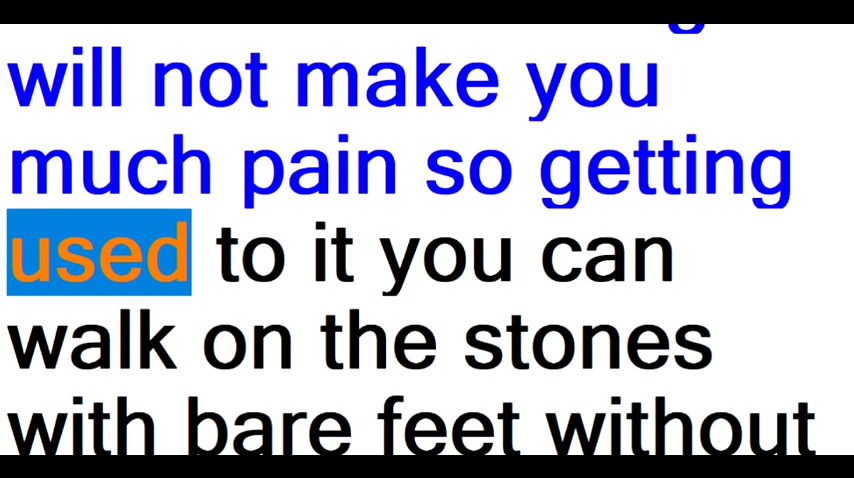 will not make you
much pain so getting
used to it you can
walk on the stones
with bare feet without